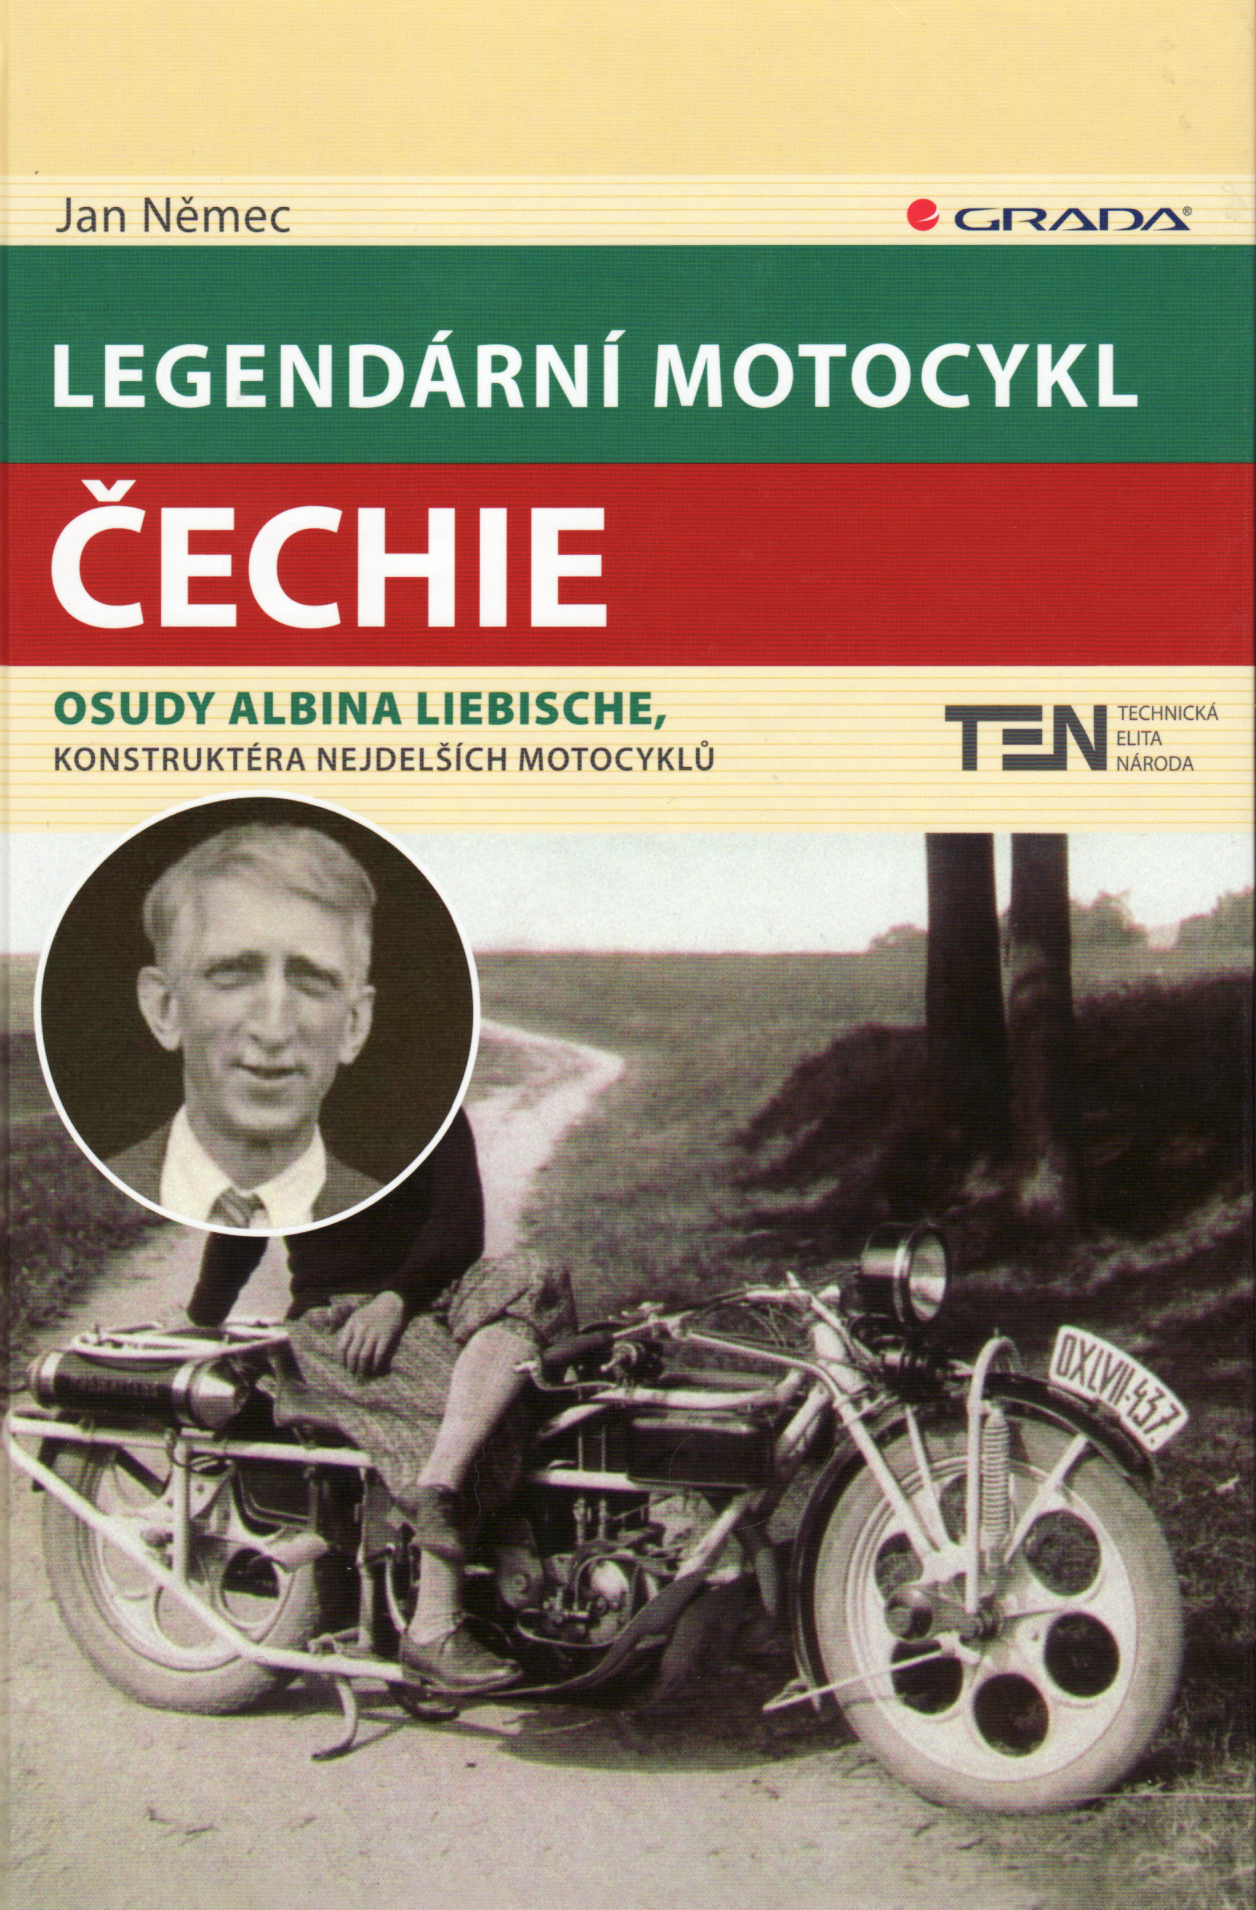 Jan Němec
GRADA®
LEGENDÁRNÍ MOTOCYKL
ČECHIE
OSUDY ALBINA LIEBISCHE,
KONSTRUKTÉRA NEJDELŠÍCH MOTOCYKLŮ
TEN
TECHNICKÁ
ELITA
NÁRODA
OXLVII-437.